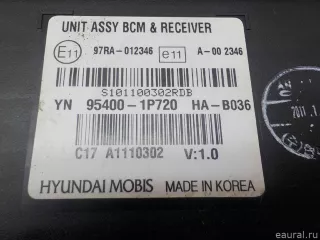 UNIT ASSY BCM & RECEIVER
E11 97RA-012346 e11 A-00 2346
S101100302RDB
YN 95400-1P720 HA-B036
C17 A1110302 V:1.0
HYUNDAI MOBIS MADE IN KOREA
eaural.ru